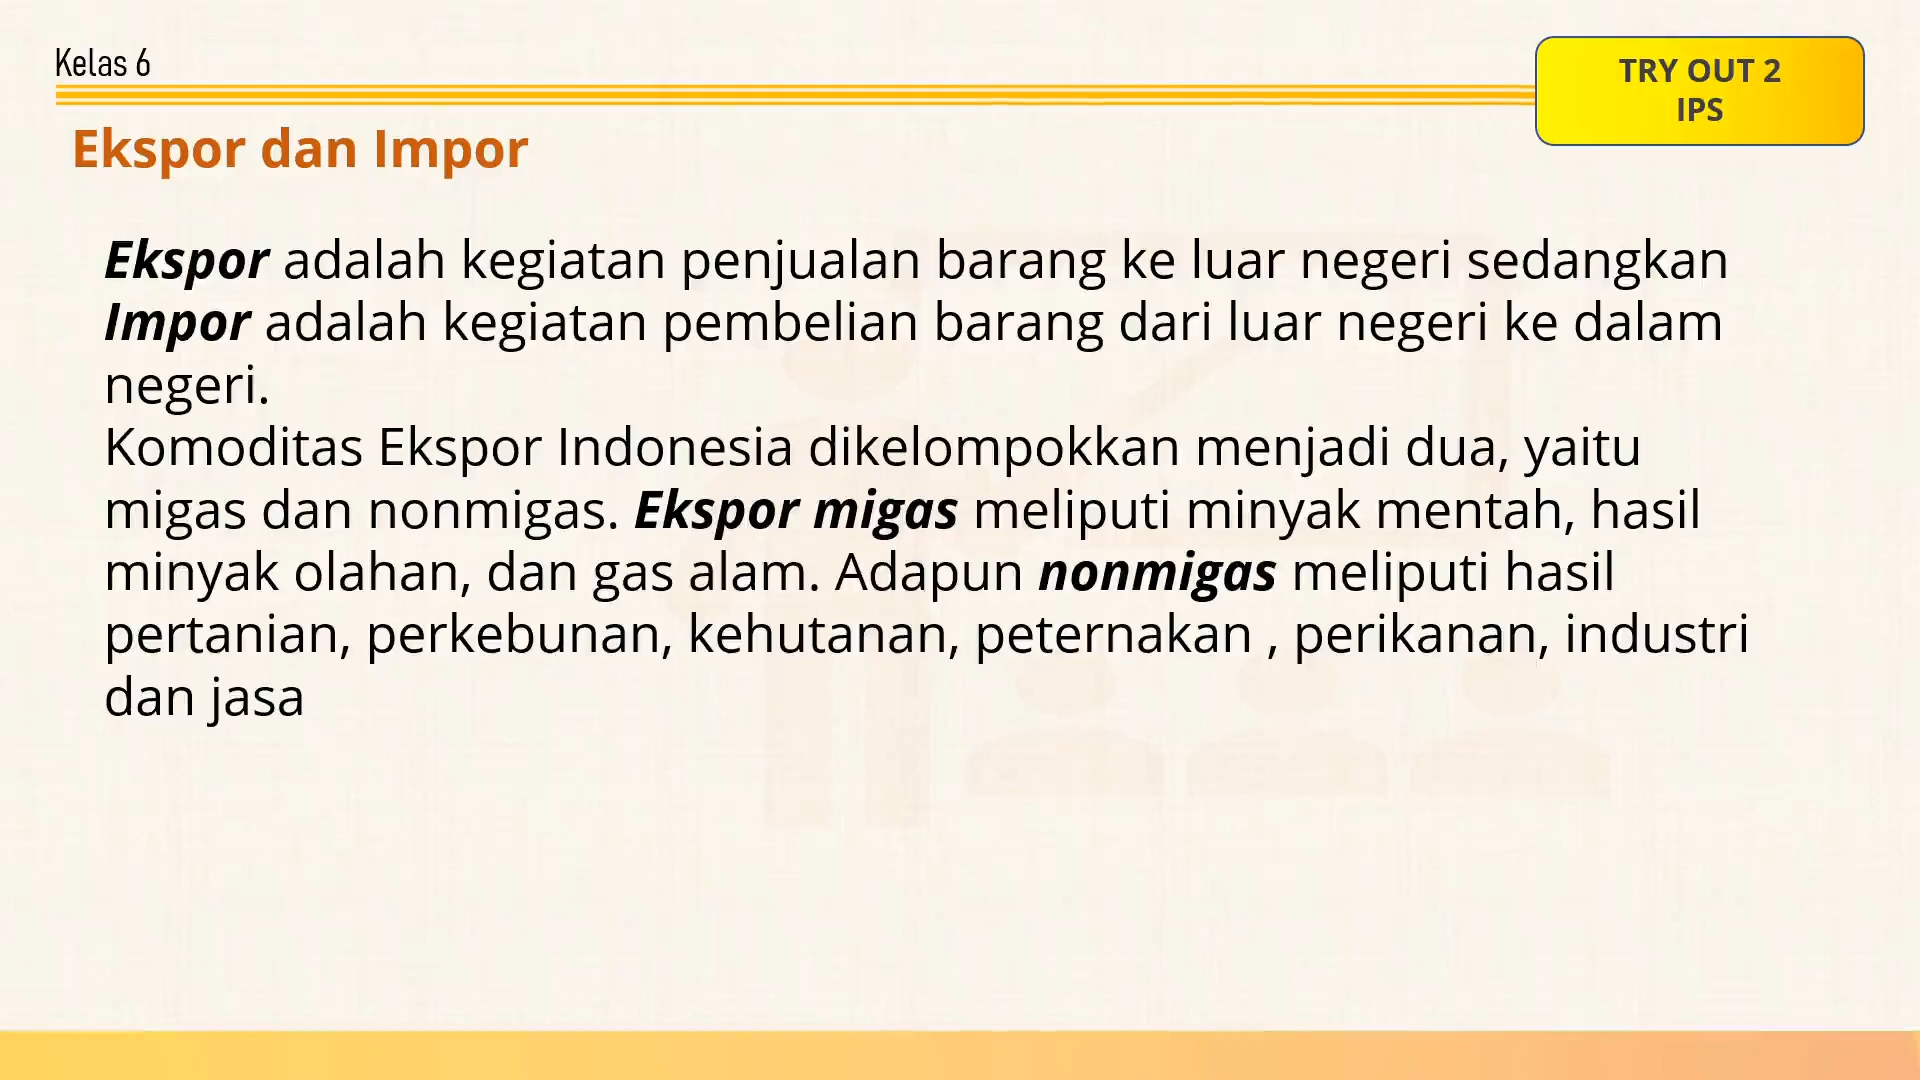 Kelas 6
TRY OUT 2
IPS
Ekspor dan Impor
Ekspor adalah kegiatan penjualan barang ke luar negeri sedangkan
Impor adalah kegiatan pembelian barang dari luar negeri ke dalam
negeri.
Komoditas Ekspor Indonesia dikelompokkan menjadi dua, yaitu
migas dan nonmigas. Ekspor migas meliputi minyak mentah, hasil
minyak olahan, dan gas alam. Adapun nonmigas meliputi hasil
pertanian, perkebunan, kehutanan, peternakan , perikanan, industri
dan jasa